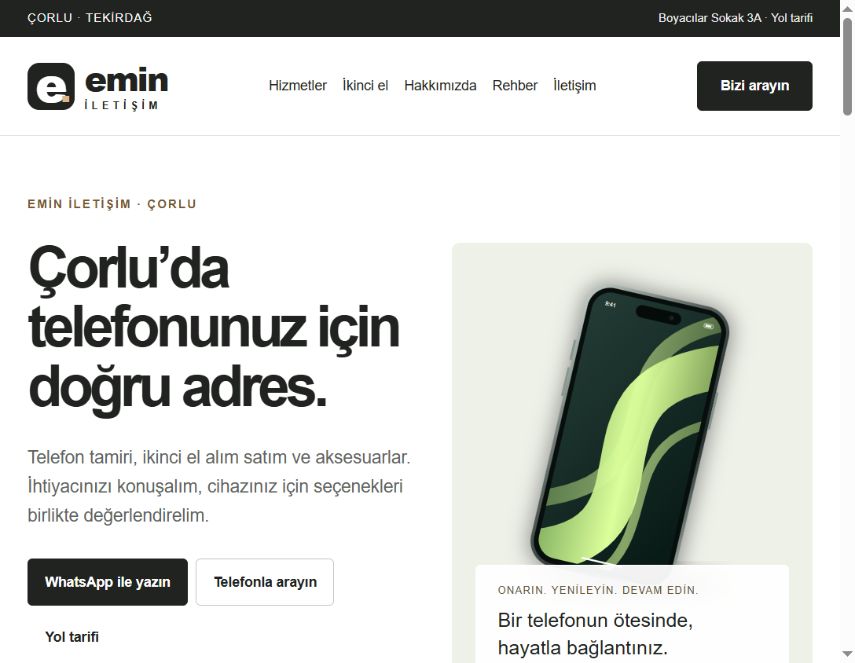 ÇORLU · TEKİRDAĞ
Boyacılar Sokak 3A · Yol tarifi
e
emin
İLETİŞİM
Hizmetler
İkinci el
Hakkımızda
Rehber
İletişim
Bizi arayın
EMİN İLETİŞİM · ÇORLU
Çorlu’da
telefonunuz için
doğru adres.
Telefon tamiri, ikinci el alım satım ve aksesuarlar.
İhtiyacınızı konuşalım, cihazınız için seçenekleri
birlikte değerlendirelim.
WhatsApp ile yazın
Telefonla arayın
Yol tarifi
9:41
ONARIN. YENİLEYİN. DEVAM EDİN.
Bir telefonun ötesinde,
hayatla bağlantınız.